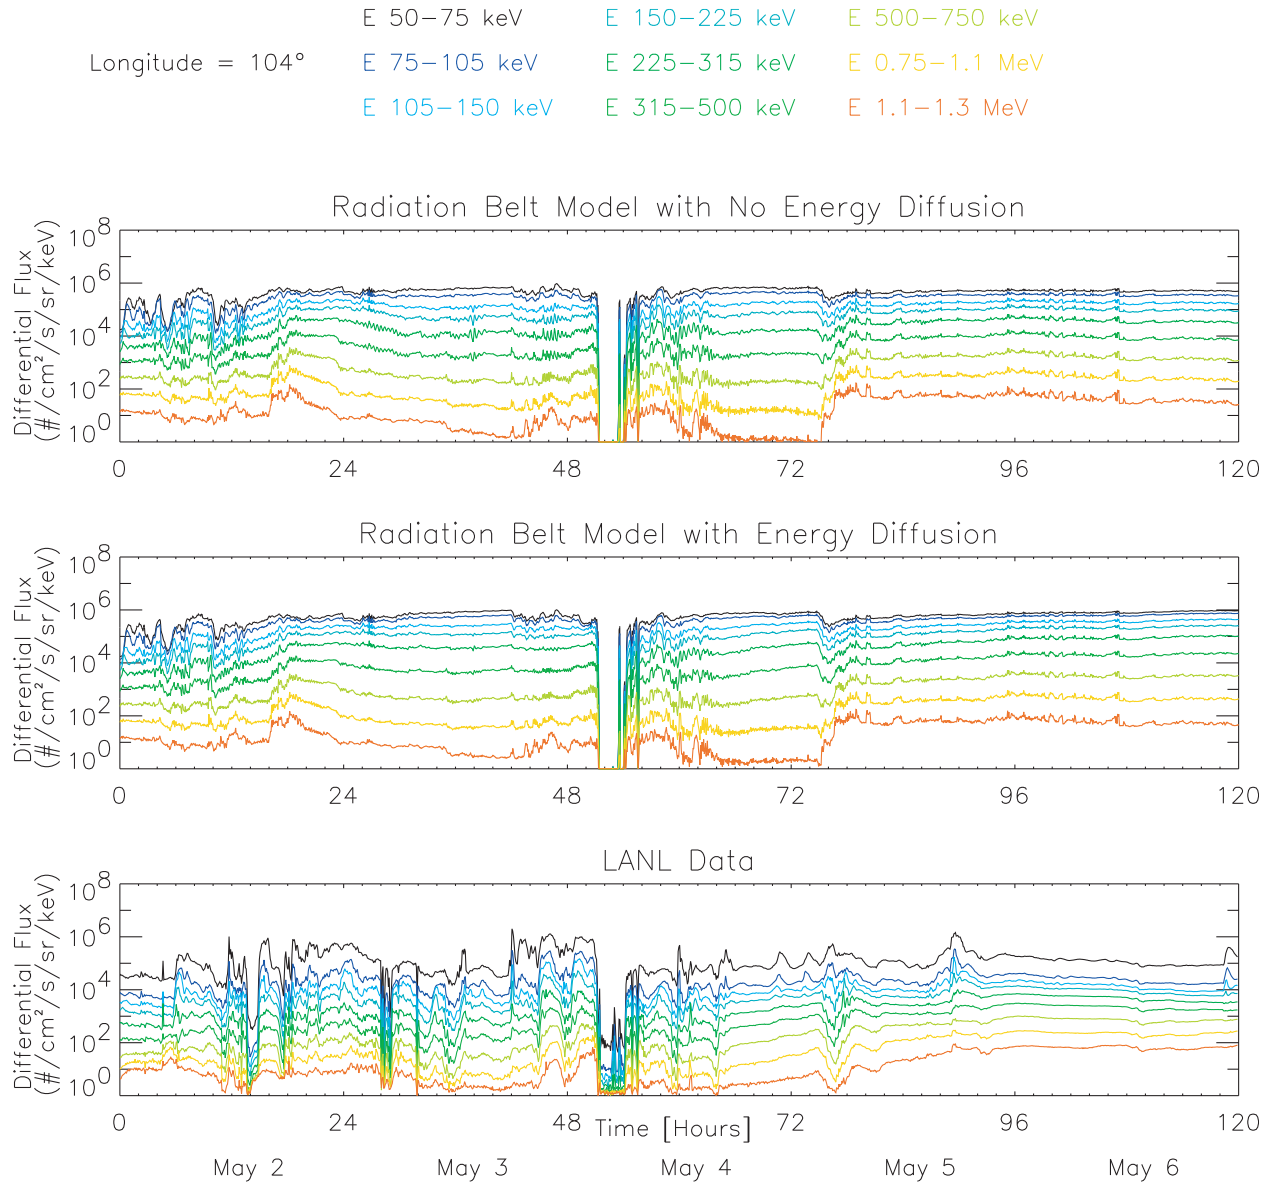 E 50−75 keV E 150−225 keV E 500−750 keV
Longitude = 104° E 75−105 keV E 225−315 keV E 0.75−1.1 MeV
E 105−150 keV E 315−500 keV E 1.1−1.3 MeV
Radiation Belt Model with No Energy Diffusion
Differential Flux
(#/cm²/s/sr/keV)
10⁸
10⁶
10⁴
10²
10⁰
0 24 48 72 96 120
Radiation Belt Model with Energy Diffusion
Differential Flux
(#/cm²/s/sr/keV)
10⁸
10⁶
10⁴
10²
10⁰
0 24 48 72 96 120
LANL Data
Differential Flux
(#/cm²/s/sr/keV)
10⁸
10⁶
10⁴
10²
10⁰
0 24 48 72 96 120
Time [Hours]
May 2 May 3 May 4 May 5 May 6